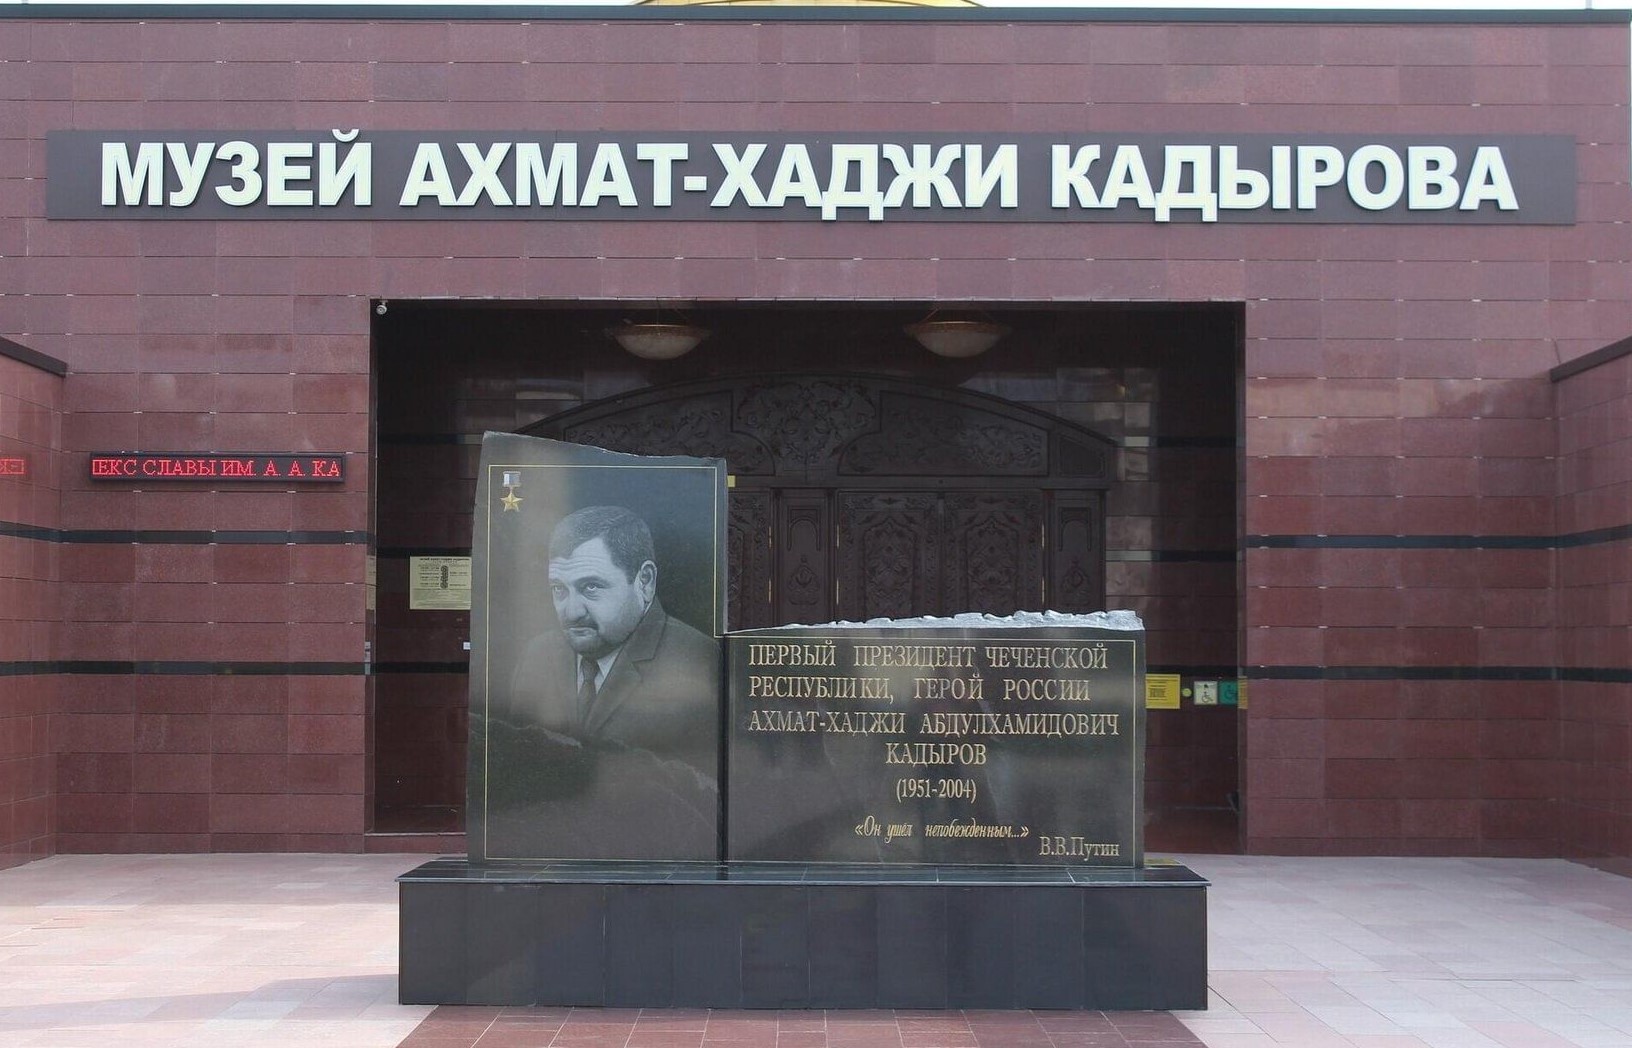 МУЗЕЙ АХМАТ-ХАДЖИ КАДЫРОВА
ЕКС СЛАВЫ ИМ. А. А. КА
ПЕРВЫЙ ПРЕЗИДЕНТ ЧЕЧЕНСКОЙ
РЕСПУБЛИКИ, ГЕРОЙ РОССИИ
АХМАТ-ХАДЖИ АБДУЛХАМИДОВИЧ
КАДЫРОВ
(1951-2004)
«Он ушёл непобежденным...»
В.В.Путин